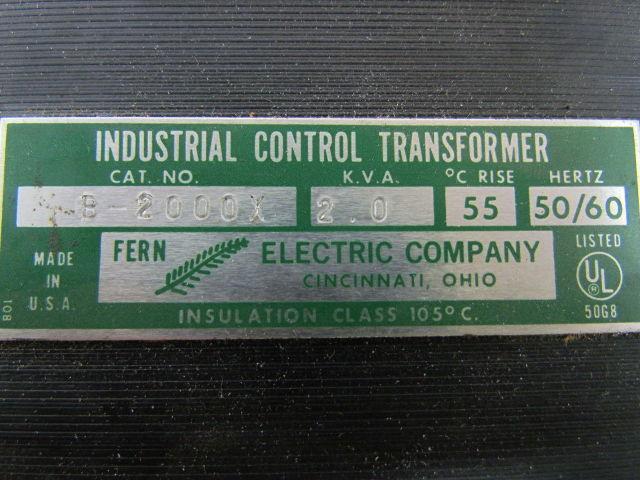 INDUSTRIAL CONTROL TRANSFORMER
CAT. NO. K.V.A. °C RISE HERTZ
B-2000X 2.0 55 50/60
MADE IN U.S.A.
FERN ELECTRIC COMPANY
CINCINNATI, OHIO
LISTED
UL
®
50G8
108
INSULATION CLASS 105°C.